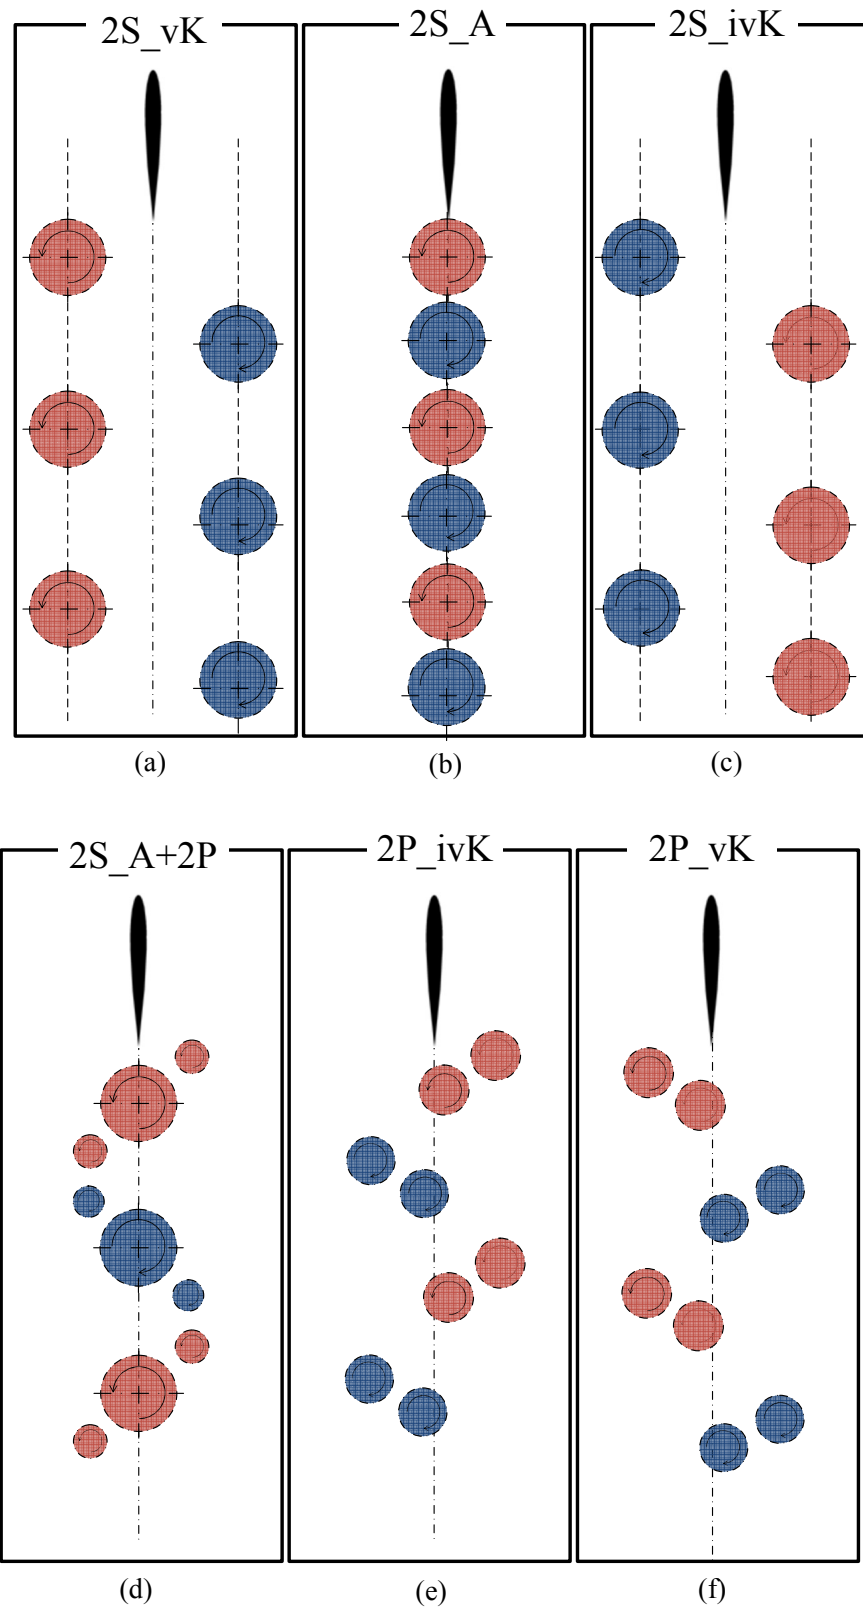 2S_vK
2S_A
2S_ivK
(a)
(b)
(c)
2S_A+2P
2P_ivK
2P_vK
(d)
(e)
(f)